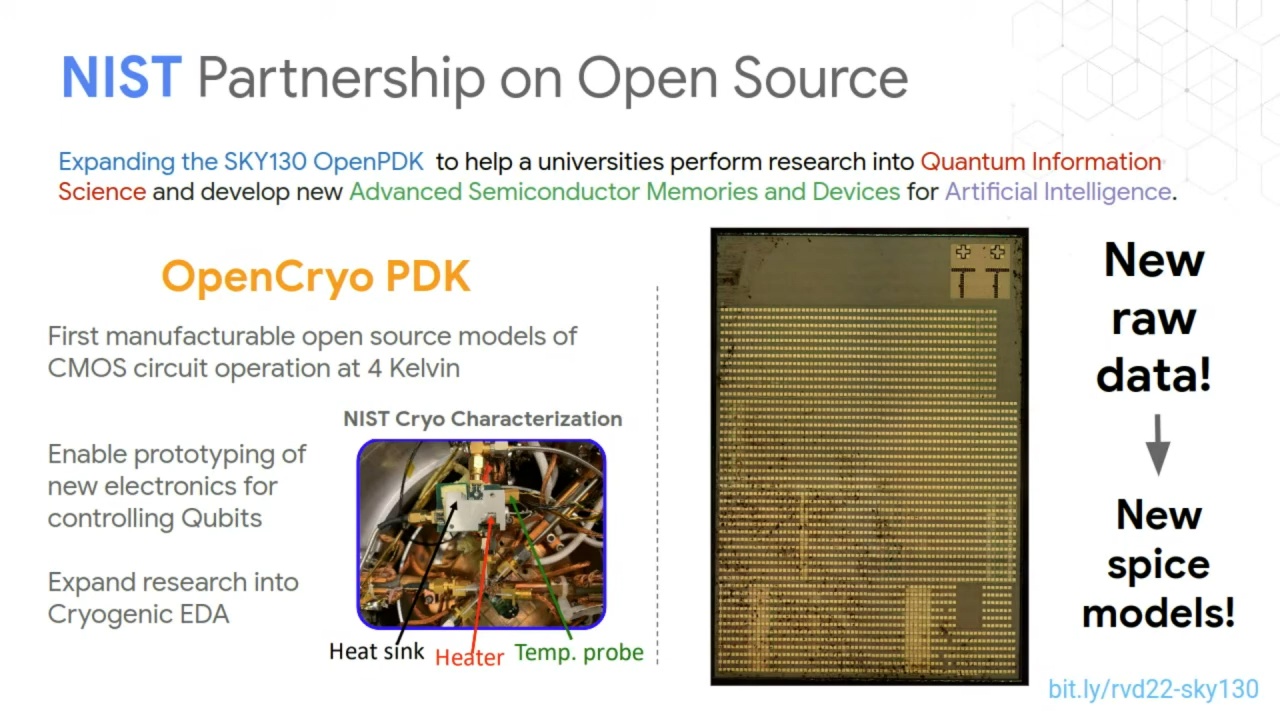 NIST Partnership on Open Source
Expanding the SKY130 OpenPDK to help a universities perform research into Quantum Information
Science and develop new Advanced Semiconductor Memories and Devices for Artificial Intelligence.
OpenCryo PDK
First manufacturable open source models of
CMOS circuit operation at 4 Kelvin
NIST Cryo Characterization
Enable prototyping of
new electronics for
controlling Qubits
Expand research into
Cryogenic EDA
Heat sink
Heater
Temp. probe
New
raw
data!
New
spice
models!
bit.ly/rvd22-sky130